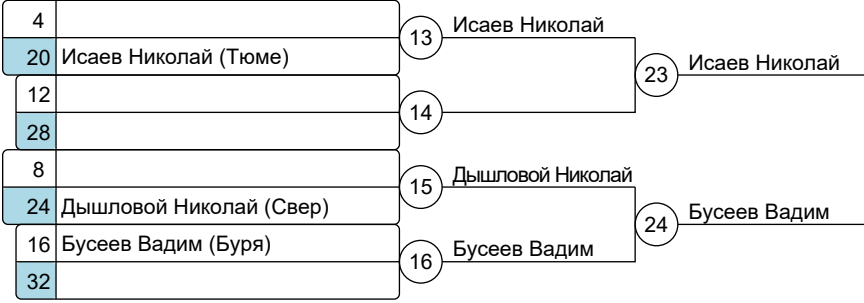 4
20 Исаев Николай (Тюме)
12
28
13
14
Исаев Николай
23
Исаев Николай
8
24 Дышловой Николай (Свер)
16 Бусеев Вадим (Буря)
32
15
16
Дышловой Николай
Бусеев Вадим
24
Бусеев Вадим